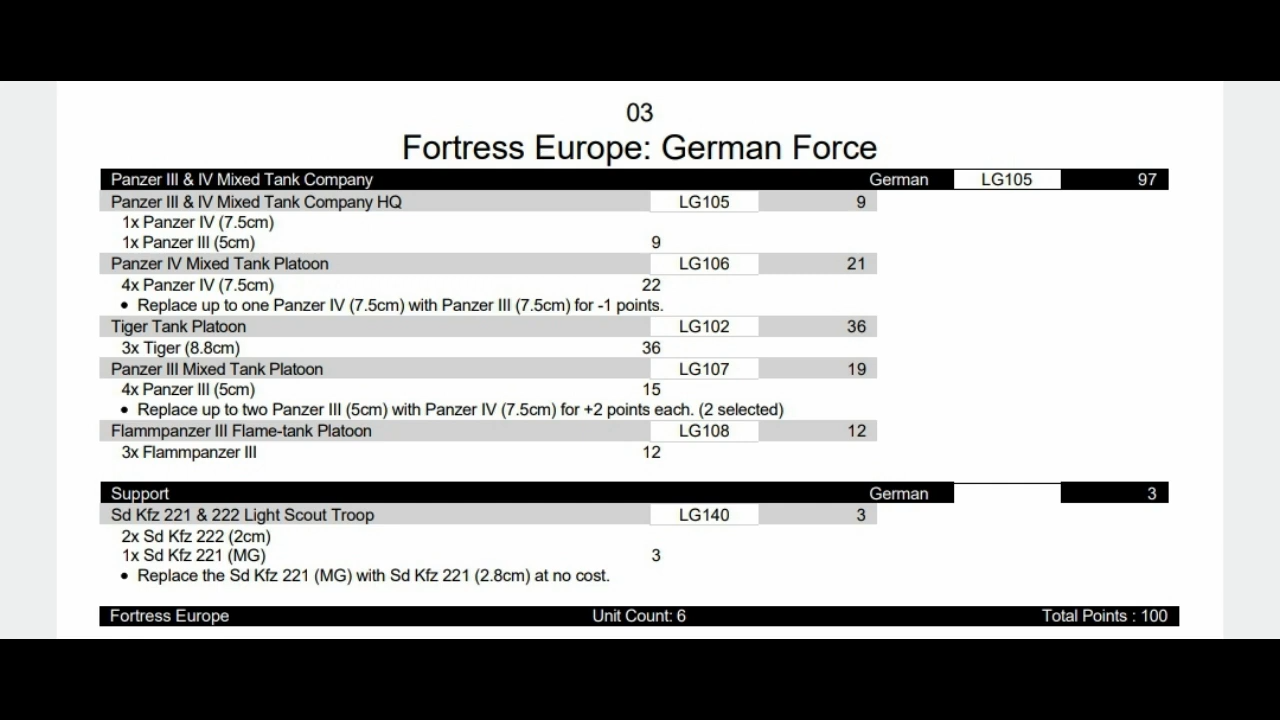 03
Fortress Europe: German Force
Panzer III & IV Mixed Tank Company German LG105 97
Panzer III & IV Mixed Tank Company HQ LG105 9
1x Panzer IV (7.5cm)
1x Panzer III (5cm) 9
Panzer IV Mixed Tank Platoon LG106 21
4x Panzer IV (7.5cm) 22
• Replace up to one Panzer IV (7.5cm) with Panzer III (7.5cm) for -1 points.
Tiger Tank Platoon LG102 36
3x Tiger (8.8cm) 36
Panzer III Mixed Tank Platoon LG107 19
4x Panzer III (5cm) 15
• Replace up to two Panzer III (5cm) with Panzer IV (7.5cm) for +2 points each. (2 selected)
Flammpanzer III Flame-tank Platoon LG108 12
3x Flammpanzer III 12
Support German 3
Sd Kfz 221 & 222 Light Scout Troop LG140 3
2x Sd Kfz 222 (2cm)
1x Sd Kfz 221 (MG) 3
• Replace the Sd Kfz 221 (MG) with Sd Kfz 221 (2.8cm) at no cost.
Fortress Europe Unit Count: 6 Total Points : 100